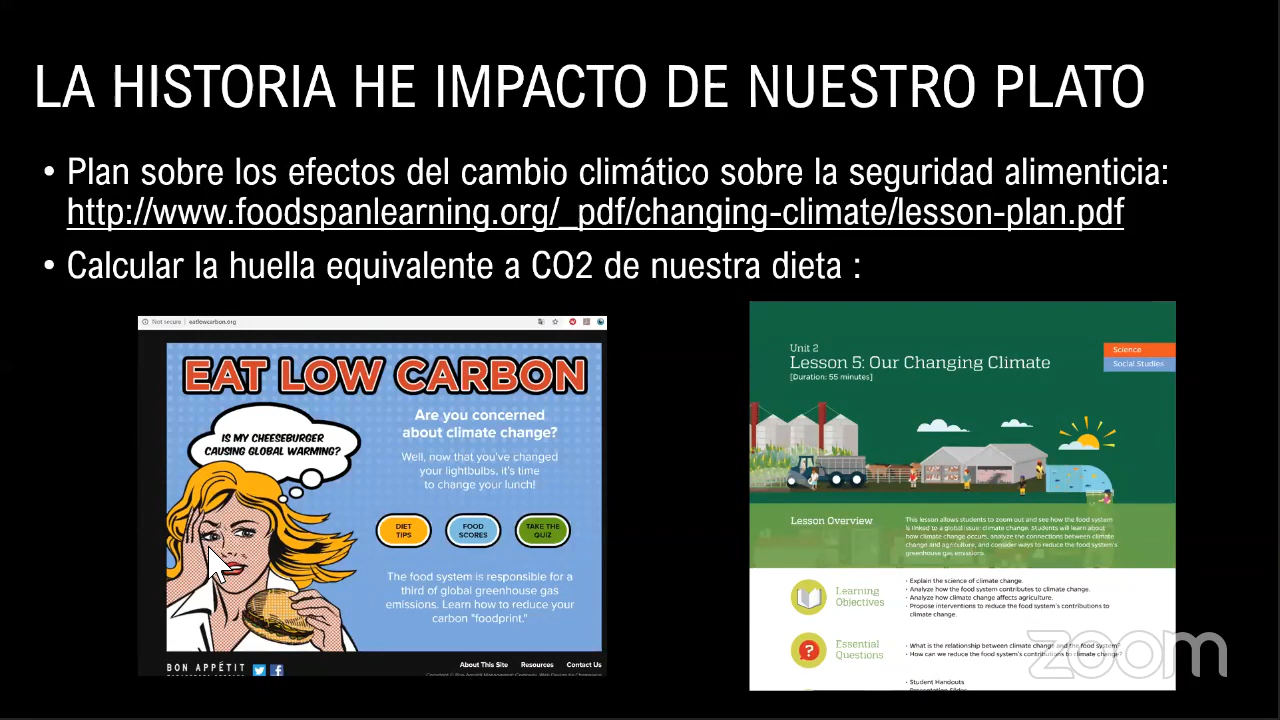 LA HISTORIA HE IMPACTO DE NUESTRO PLATO
• Plan sobre los efectos del cambio climático sobre la seguridad alimenticia:
http://www.foodspanlearning.org/_pdf/changing-climate/lesson-plan.pdf
• Calcular la huella equivalente a CO2 de nuestra dieta :
Not secure | eatlowcarbon.org
EAT LOW CARBON
IS MY CHEESEBURGER
CAUSING GLOBAL WARMING?
Are you concerned
about climate change?
Well, now that you've changed
your lightbulbs, it's time
to change your lunch!
DIET
TIPS
FOOD
SCORES
TAKE THE
QUIZ
The food system is responsible for a
third of global greenhouse gas
emissions. Learn how to reduce your
carbon "foodprint."
BON APPÉTIT
About This Site
Resources
Contact Us
Unit 2
Lesson 5: Our Changing Climate
[Duration: 55 minutes]
Science
Social Studies
Lesson Overview
This lesson allows students to zoom out and see how the food system
is linked to a global issue: climate change. Students will learn about
how climate change occurs, analyze the connections between climate
change and agriculture, and consider ways to reduce the food system's
greenhouse gas emissions.
Learning
Objectives
• Explain the science of climate change.
• Analyze how the food system contributes to climate change.
• Analyze how climate change affects agriculture.
• Propose interventions to reduce the food system's contributions to
climate change.
Essential
Questions
• What is the relationship between climate change and the food system?
• How can we reduce the food system's contributions to climate change?
• Student Handouts
zoom